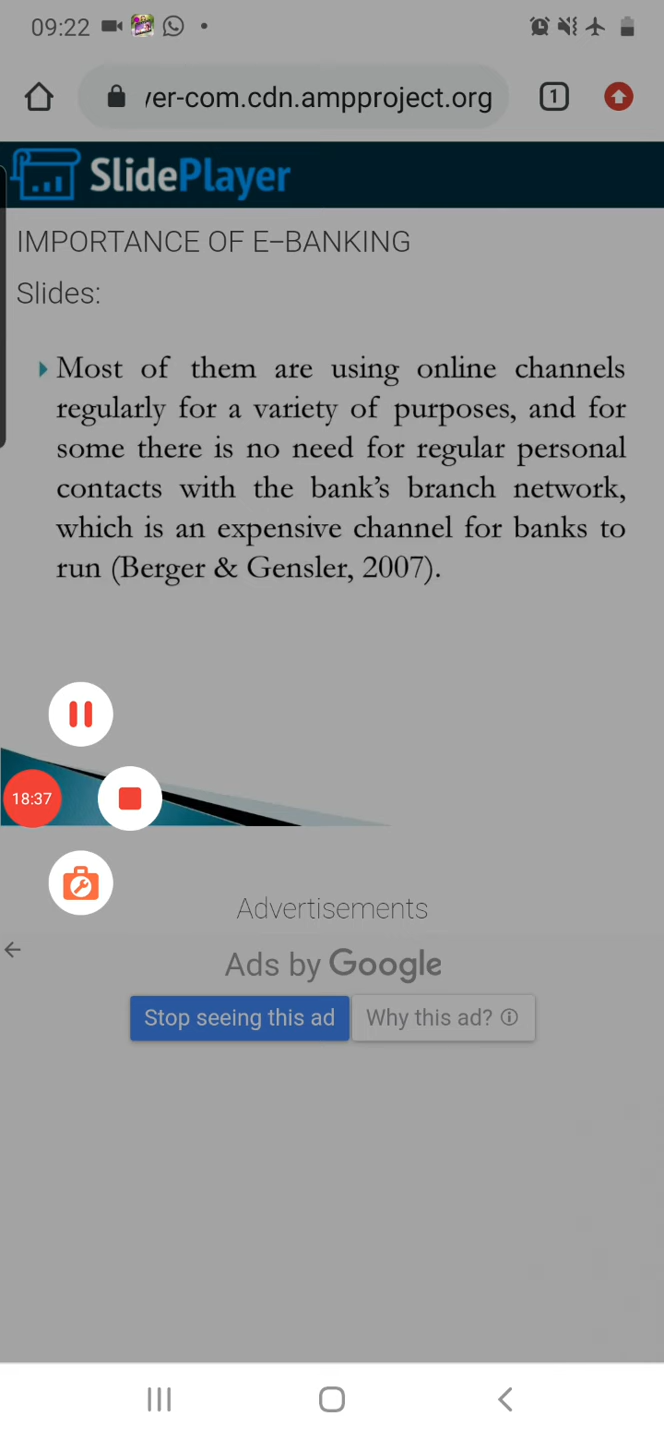 09:22
yer-com.cdn.ampproject.org
1
SlidePlayer
IMPORTANCE OF E-BANKING
Slides:
Most of them are using online channels
regularly for a variety of purposes, and for
some there is no need for regular personal
contacts with the bank's branch network,
which is an expensive channel for banks to
run (Berger & Gensler, 2007).
18:37
Advertisements
Ads by Google
Stop seeing this ad Why this ad?